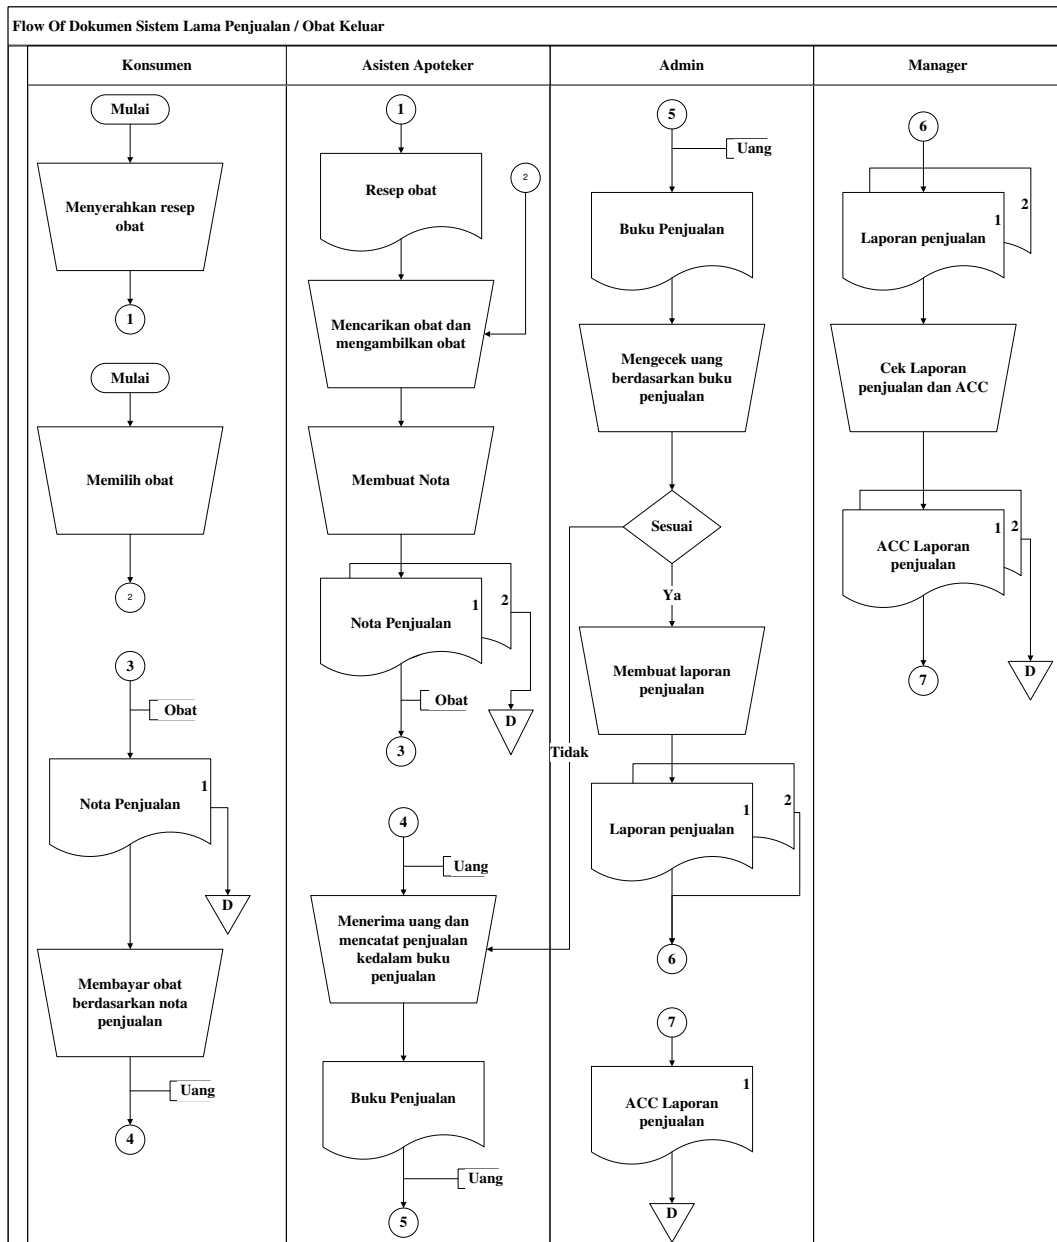 Flow Of Dokumen Sistem Lama Penjualan / Obat Keluar
Konsumen
Asisten Apoteker
Admin
Manager
Mulai
Menyerahkan resep
obat
1
Mulai
Memilih obat
2
3
Obat
Nota Penjualan
1
D
Membayar obat
berdasarkan nota
penjualan
Uang
4
1
Resep obat
2
Mencarikan obat dan
mengambilkan obat
Membuat Nota
Nota Penjualan
1
2
Obat
D
3
4
Uang
Menerima uang dan
mencatat penjualan
kedalam buku
penjualan
Buku Penjualan
Uang
5
5
Uang
Buku Penjualan
Mengecek uang
berdasarkan buku
penjualan
Sesuai
Ya
Tidak
Membuat laporan
penjualan
Laporan penjualan
1
2
6
7
ACC Laporan
penjualan
1
D
6
Laporan penjualan
1
2
Cek Laporan
penjualan dan ACC
ACC Laporan
penjualan
1
2
D
7